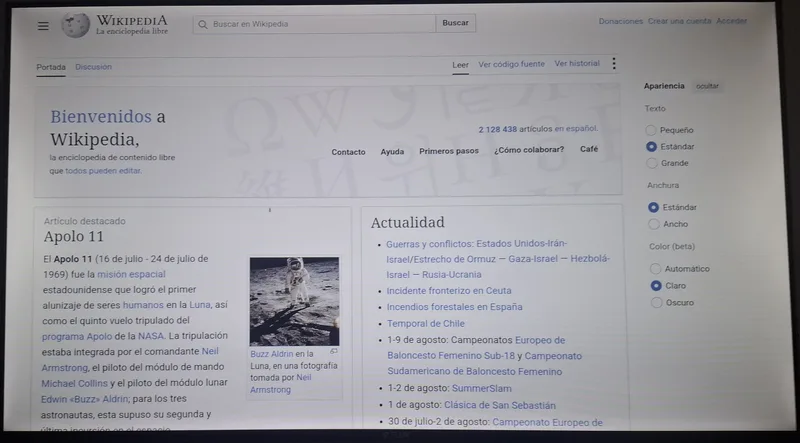 WIKIPEDIA
La enciclopedia libre
Buscar en Wikipedia
Buscar
Donaciones Crear una cuenta Acceder
Portada Discusión
Leer Ver código fuente Ver historial
Bienvenidos a
Wikipedia,
la enciclopedia de contenido libre
que todos pueden editar.
2 128 438 artículos en español.
Contacto Ayuda Primeros pasos ¿Cómo colaborar? Café
Apariencia ocultar
Texto
Pequeño
Estándar
Grande
Anchura
Estándar
Ancho
Color (beta)
Automático
Claro
Oscuro
Artículo destacado
Apolo 11
El Apolo 11 (16 de julio - 24 de julio de
1969) fue la misión espacial
estadounidense que logró el primer
alunizaje de seres humanos en la Luna, así
como el quinto vuelo tripulado del
programa Apolo de la NASA. La tripulación
estaba integrada por el comandante Neil
Armstrong, el piloto del módulo de mando
Michael Collins y el piloto del módulo lunar
Edwin «Buzz» Aldrin; para los tres
astronautas, esta supuso su segunda y
última incursión en el espacio
Buzz Aldrin en la
Luna, en una fotografía
tomada por Neil
Armstrong
Actualidad
Guerras y conflictos: Estados Unidos-Irán-
Israel/Estrecho de Ormuz — Gaza-Israel — Hezbolá-
Israel — Rusia-Ucrania
Incidente fronterizo en Ceuta
Incendios forestales en España
Temporal de Chile
1-9 de agosto: Campeonatos Europeo de
Baloncesto Femenino Sub-18 y Campeonato
Sudamericano de Baloncesto Femenino
1-2 de agosto: SummerSlam
1 de agosto: Clásica de San Sebastián
30 de julio-2 de agosto: Campeonato Europeo de